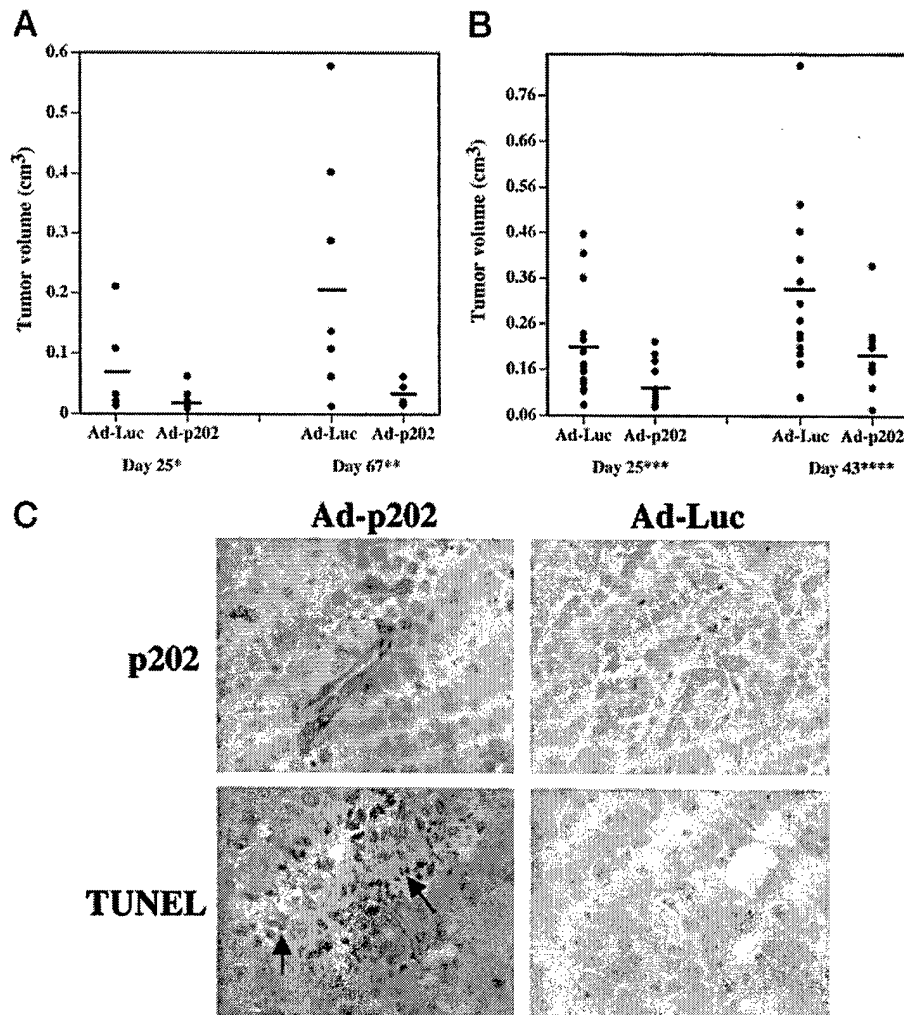 A
B
Tumor volume (cm3)
0.6
0.5
0.4
0.3
0.2
0.1
0
Ad-Luc Ad-p202 Ad-Luc Ad-p202
Day 25* Day 67**
Tumor volume (cm3)
0.76
0.66
0.56
0.46
0.36
0.26
0.16
0.06
Ad-Luc Ad-p202 Ad-Luc Ad-p202
Day 25*** Day 43****
C
Ad-p202 Ad-Luc
p202
TUNEL